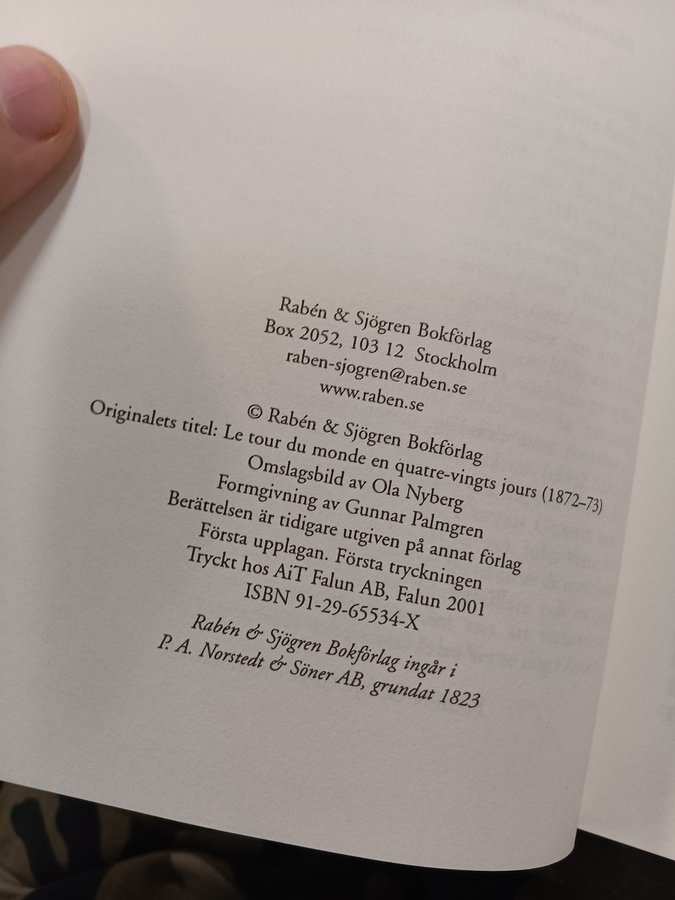 Rabén & Sjögren Bokförlag
Box 2052, 103 12 Stockholm
raben-sjogren@raben.se
www.raben.se
© Rabén & Sjögren Bokförlag
Originalets titel: Le tour du monde en quatre-vingts jours (1872–73)
Omslagsbild av Ola Nyberg
Formgivning av Gunnar Palmgren
Berättelsen är tidigare utgiven på annat förlag
Första upplagan. Första tryckningen
Tryckt hos AiT Falun AB, Falun 2001
ISBN 91-29-65534-X
Rabén & Sjögren Bokförlag ingår i
P. A. Norstedt & Söner AB, grundat 1823